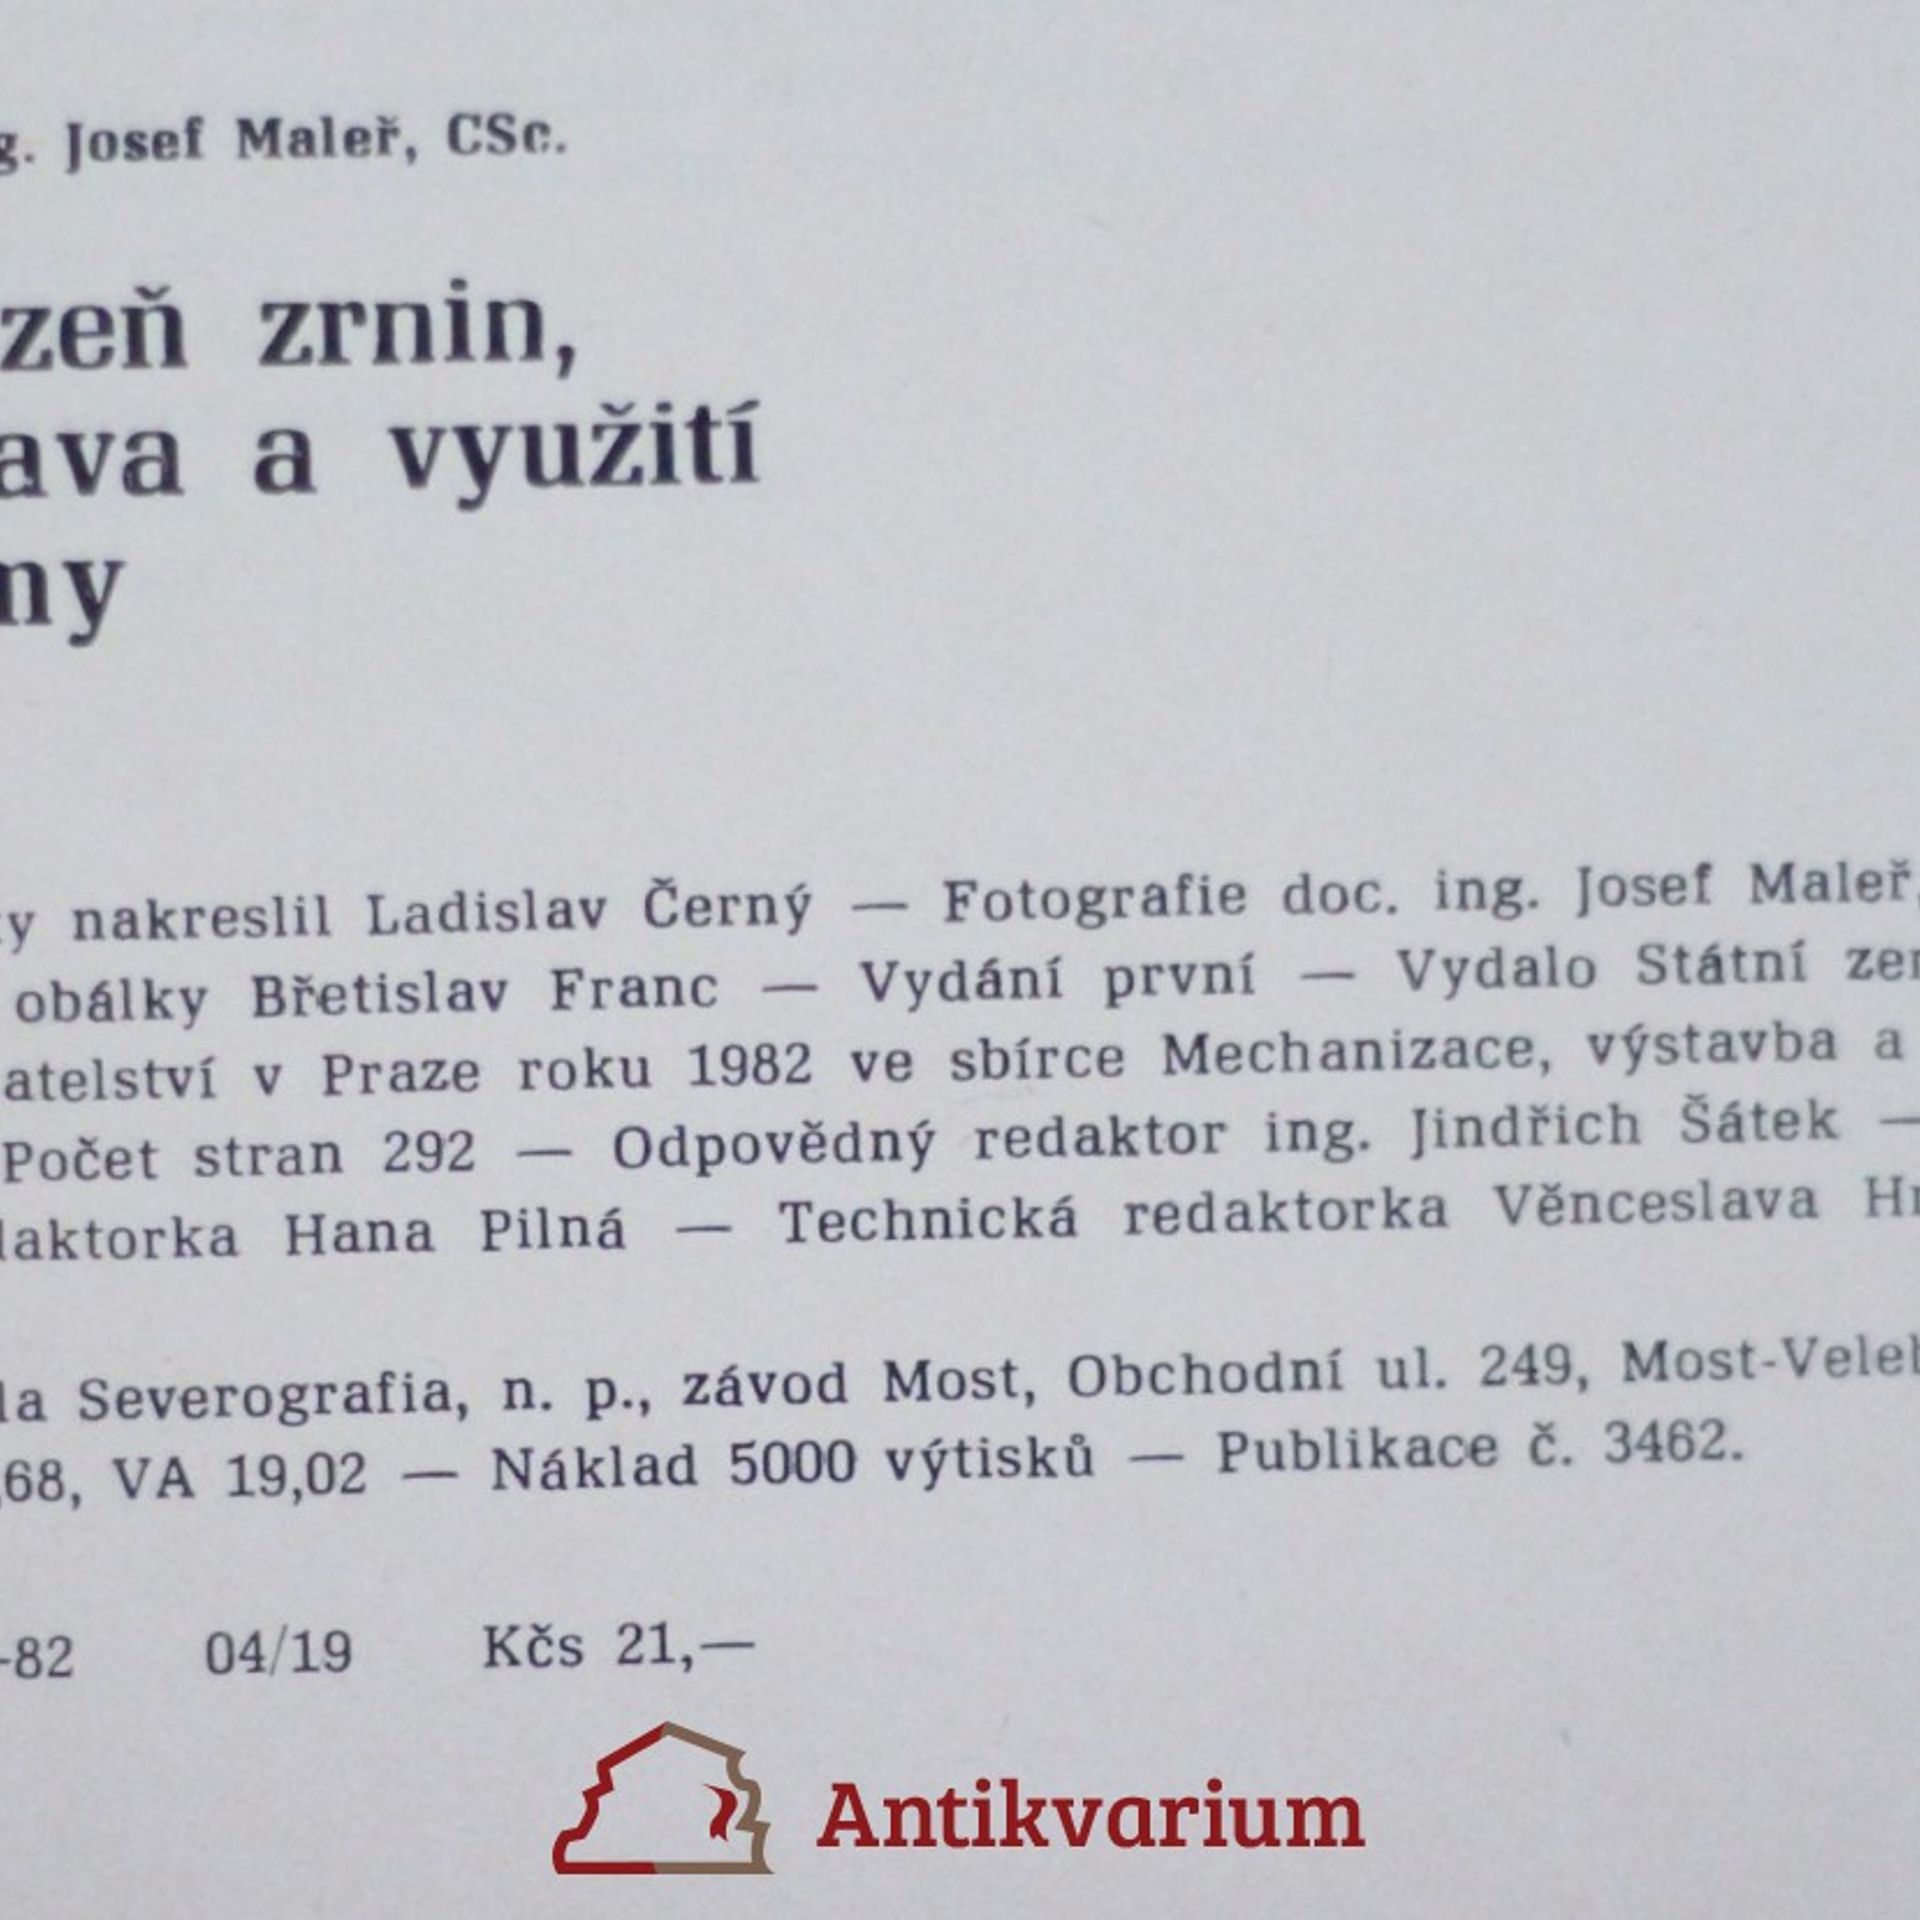 g. Josef Maleř, CSc.
zeň zrnin,
ava a využití
ny
y nakreslil Ladislav Černý — Fotografie doc. ing. Josef Maleř,
obálky Břetislav Franc — Vydání první — Vydalo Státní zem
atelství v Praze roku 1982 ve sbírce Mechanizace, výstavba a
Počet stran 292 — Odpovědný redaktor ing. Jindřich Šátek —
laktorka Hana Pilná — Technická redaktorka Věnceslava Hr
la Severografia, n. p., závod Most, Obchodní ul. 249, Most-Veleb
,68, VA 19,02 — Náklad 5000 výtisků — Publikace č. 3462.
-82 04/19 Kčs 21,—
Antikvarium